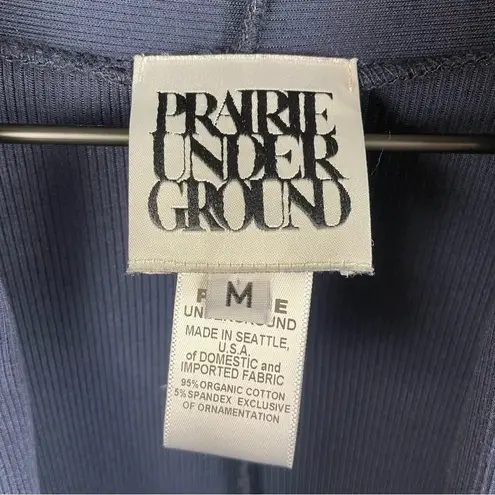 PRAIRIE
UNDER
GROUND
M
UNDERGROUND
MADE IN SEATTLE,
U.S.A.
of DOMESTIC and
IMPORTED FABRIC
95% ORGANIC COTTON
5% SPANDEX EXCLUSIVE
OF ORNAMENTATION